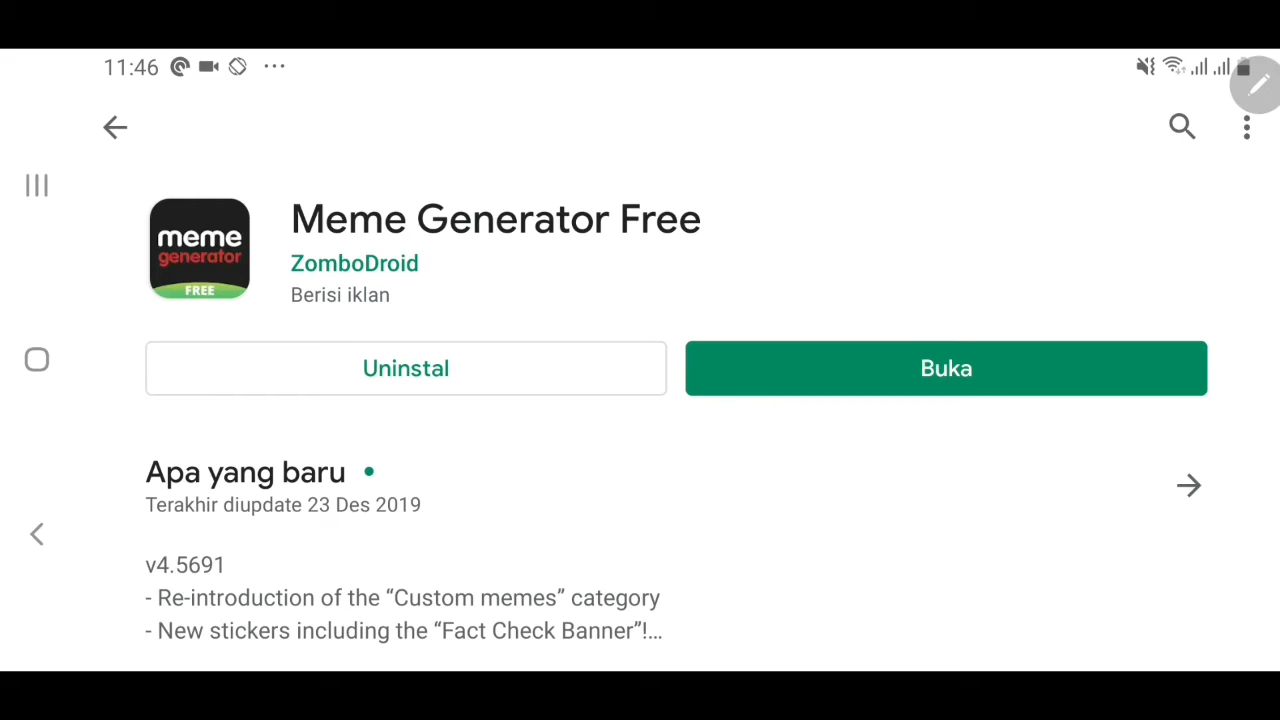 11:46
meme
generator
FREE
Meme Generator Free
ZomboDroid
Berisi iklan
Uninstal
Buka
Apa yang baru
Terakhir diupdate 23 Des 2019
v4.5691
- Re-introduction of the “Custom memes” category
- New stickers including the “Fact Check Banner”!...